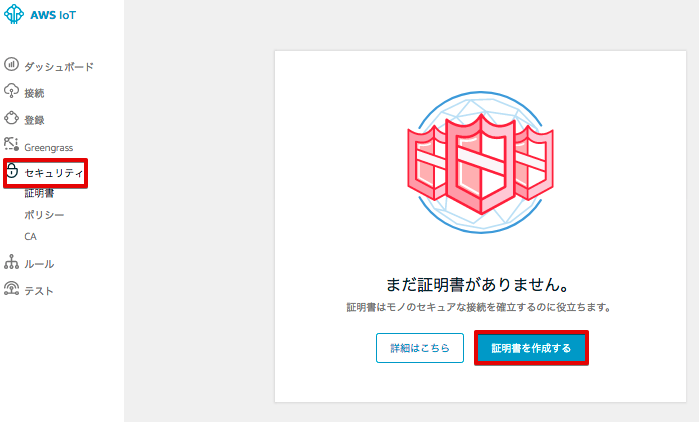 AWS IoT
ダッシュボード
接続
登録
Greengrass
セキュリティ
証明書
ポリシー
CA
ルール
テスト
まだ証明書がありません。
証明書はモノのセキュアな接続を確立するのに役立ちます。
詳細はこちら
証明書を作成する